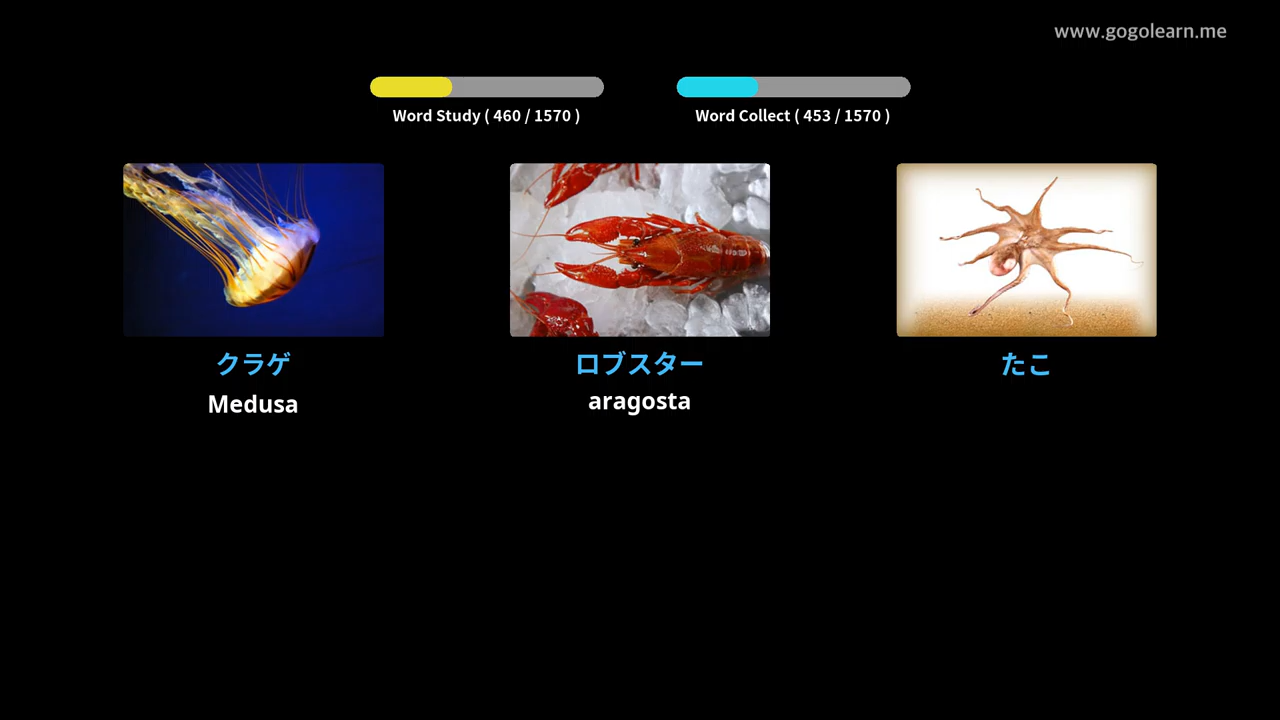 www.gogolearn.me
Word Study ( 460 / 1570 )
Word Collect ( 453 / 1570 )
クラゲ
Medusa
ロブスター
aragosta
たこ